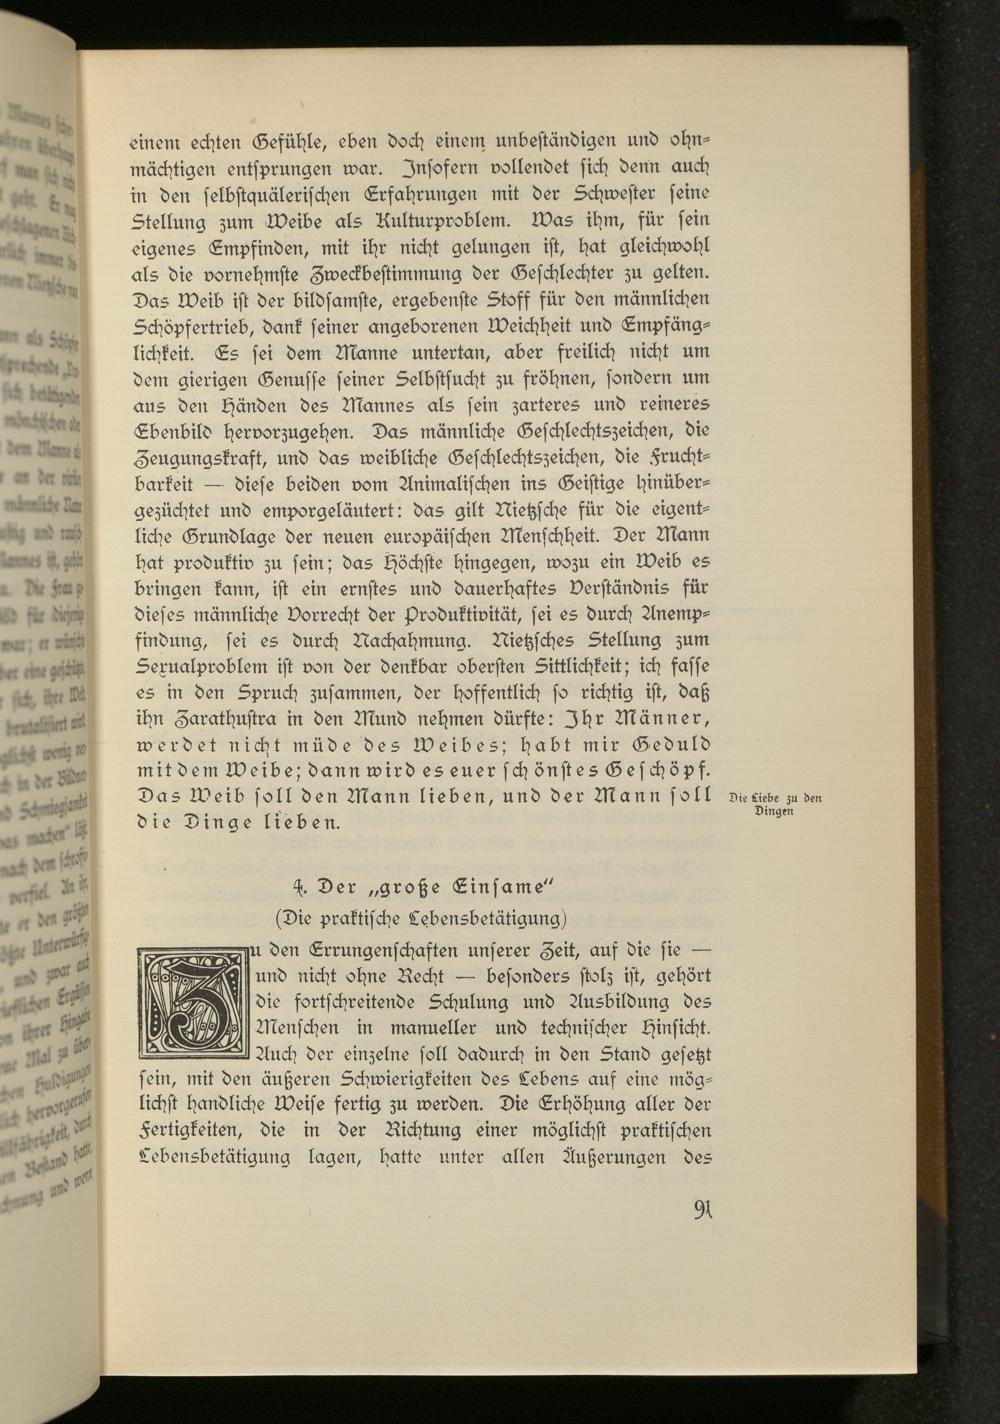 einem echten Gefühle, eben doch einem unbeständigen und ohn=
mächtigen entsprungen war. Insofern vollendet sich denn auch
in den selbstquälerischen Erfahrungen mit der Schwester seine
Stellung zum Weibe als Kulturproblem. Was ihm, für sein
eigenes Empfinden, mit ihr nicht gelungen ist, hat gleichwohl
als die vornehmste Zweckbestimmung der Geschlechter zu gelten.
Das Weib ist der bildsamste, ergebenste Stoff für den männlichen
Schöpfertrieb, dank seiner angeborenen Weichheit und Empfäng=
lichkeit. Es sei dem Manne untertan, aber freilich nicht um
dem gierigen Genusse seiner Selbstsucht zu fröhnen, sondern um
aus den Händen des Mannes als sein zarteres und reineres
Ebenbild hervorzugehen. Das männliche Geschlechtszeichen, die
Zeugungskraft, und das weibliche Geschlechtszeichen, die Frucht=
barkeit — diese beiden vom Animalischen ins Geistige hinüber=
gezüchtet und emporgeläutert: das gilt Nietzsche für die eigent=
liche Grundlage der neuen europäischen Menschheit. Der Mann
hat produktiv zu sein; das Höchste hingegen, wozu ein Weib es
bringen kann, ist ein ernstes und dauerhaftes Verständnis für
dieses männliche Vorrecht der Produktivität, sei es durch Anemp=
findung, sei es durch Nachahmung. Nietzsches Stellung zum
Sexualproblem ist von der denkbar obersten Sittlichkeit; ich fasse
es in den Spruch zusammen, der hoffentlich so richtig ist, daß
ihn Zarathustra in den Mund nehmen dürfte: Ihr Männer,
werdet nicht müde des Weibes; habt mir Geduld
mit dem Weibe; dann wird es euer schönstes Geschöpf.
Das Weib soll den Mann lieben, und der Mann soll
die Dinge lieben.
Die Liebe zu den
Dingen
4. Der „große Einsame“
(Die praktische Lebensbetätigung)
Zu den Errungenschaften unserer Zeit, auf die sie —
und nicht ohne Recht — besonders stolz ist, gehört
die fortschreitende Schulung und Ausbildung des
Menschen in manueller und technischer Hinsicht.
Auch der einzelne soll dadurch in den Stand gesetzt
sein, mit den äußeren Schwierigkeiten des Lebens auf eine mög=
lichst handliche Weise fertig zu werden. Die Erhöhung aller der
Fertigkeiten, die in der Richtung einer möglichst praktischen
Lebensbetätigung lagen, hatte unter allen Äußerungen des
91